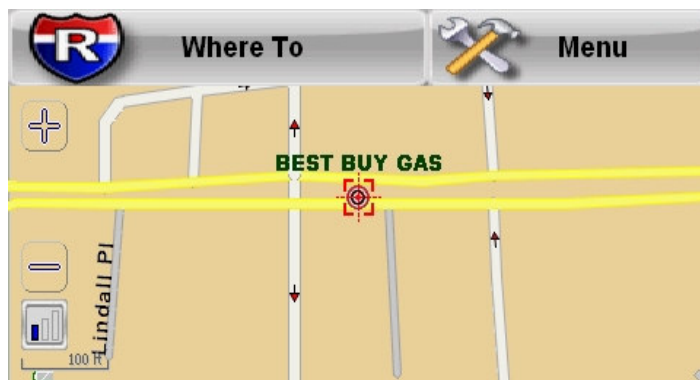 R
Where To
Menu
BEST BUY GAS
Lindall Pl
100 ft